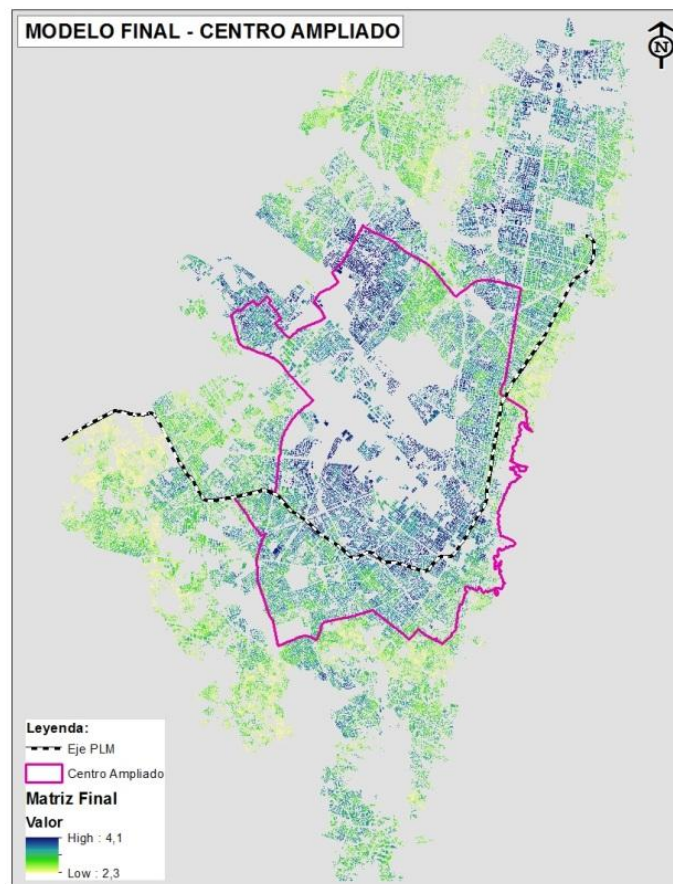 MODELO FINAL - CENTRO AMPLIADO
N
Leyenda:
Eje PLM
Centro Ampliado
Matriz Final
Valor
High : 4,1
Low : 2,3